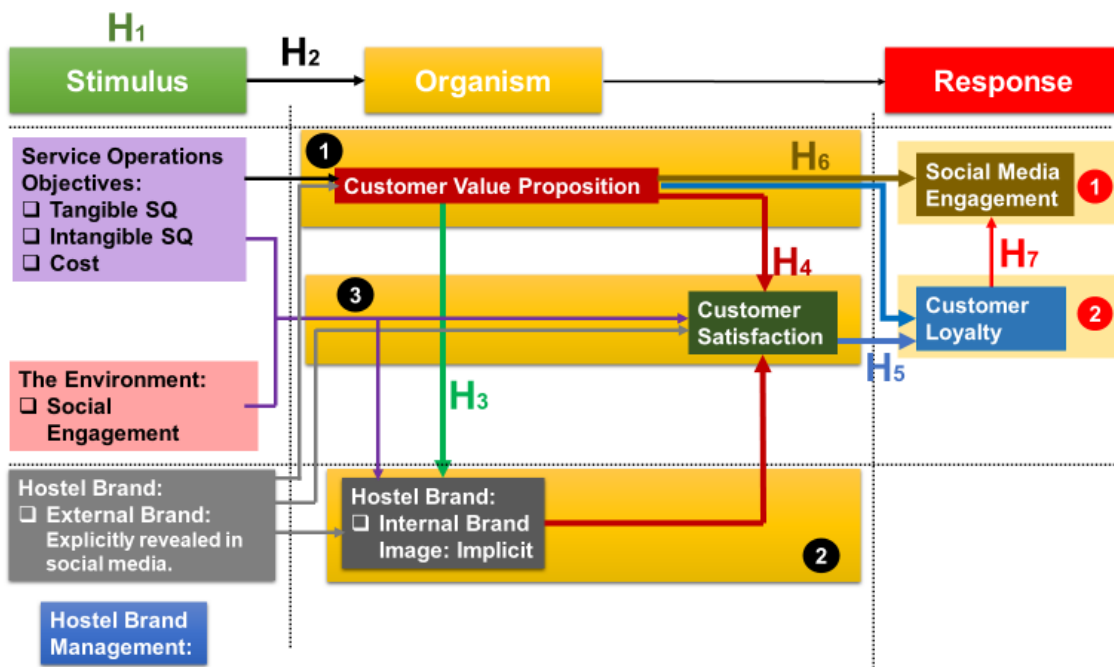 H1
H2
Stimulus
Organism
Response
Service Operations
Objectives:
❑ Tangible SQ
❑ Intangible SQ
❑ Cost
1
Customer Value Proposition
H6
Social Media
Engagement
1
H4
H7
3
Customer
Satisfaction
Customer
Loyalty
2
H5
The Environment:
❑ Social
Engagement
H3
Hostel Brand:
❑ External Brand:
Explicitly revealed in
social media.
Hostel Brand:
❑ Internal Brand
Image: Implicit
2
Hostel Brand
Management: